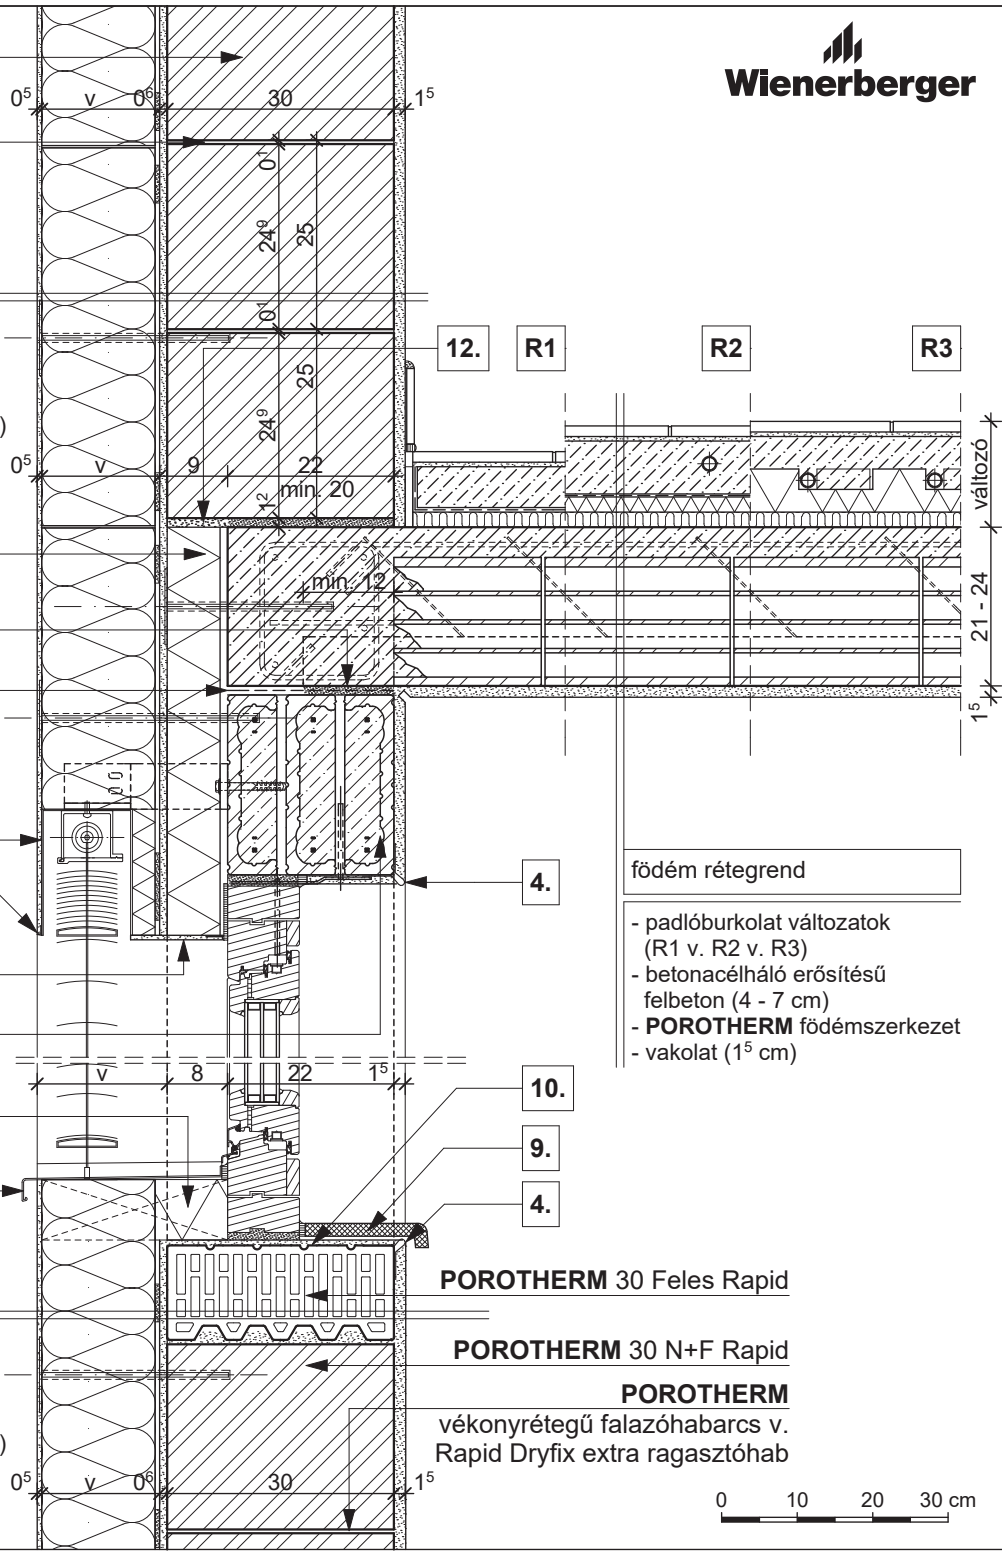 Wienerberger
0⁵ v 0⁶ 30 1⁵
0¹
24⁹ 25
0¹
12. R1 R2 R3
25
24⁹
)
0⁵ v 9 22
min. 20
1²
változó
min. 12
21 - 24
1⁵
4.
födém rétegrend
- padlóburkolat változatok
(R1 v. R2 v. R3)
- betonacélháló erősítésű
felbeton (4 - 7 cm)
- POROTHERM födémszerkezet
- vakolat (1⁵ cm)
v 8 22 1⁵
10.
9.
4.
POROTHERM 30 Feles Rapid
POROTHERM 30 N+F Rapid
POROTHERM
vékonyrétegű falazóhabarcs v.
Rapid Dryfix extra ragasztóhab
)
0⁵ v 0⁶ 30 1⁵
0 10 20 30 cm